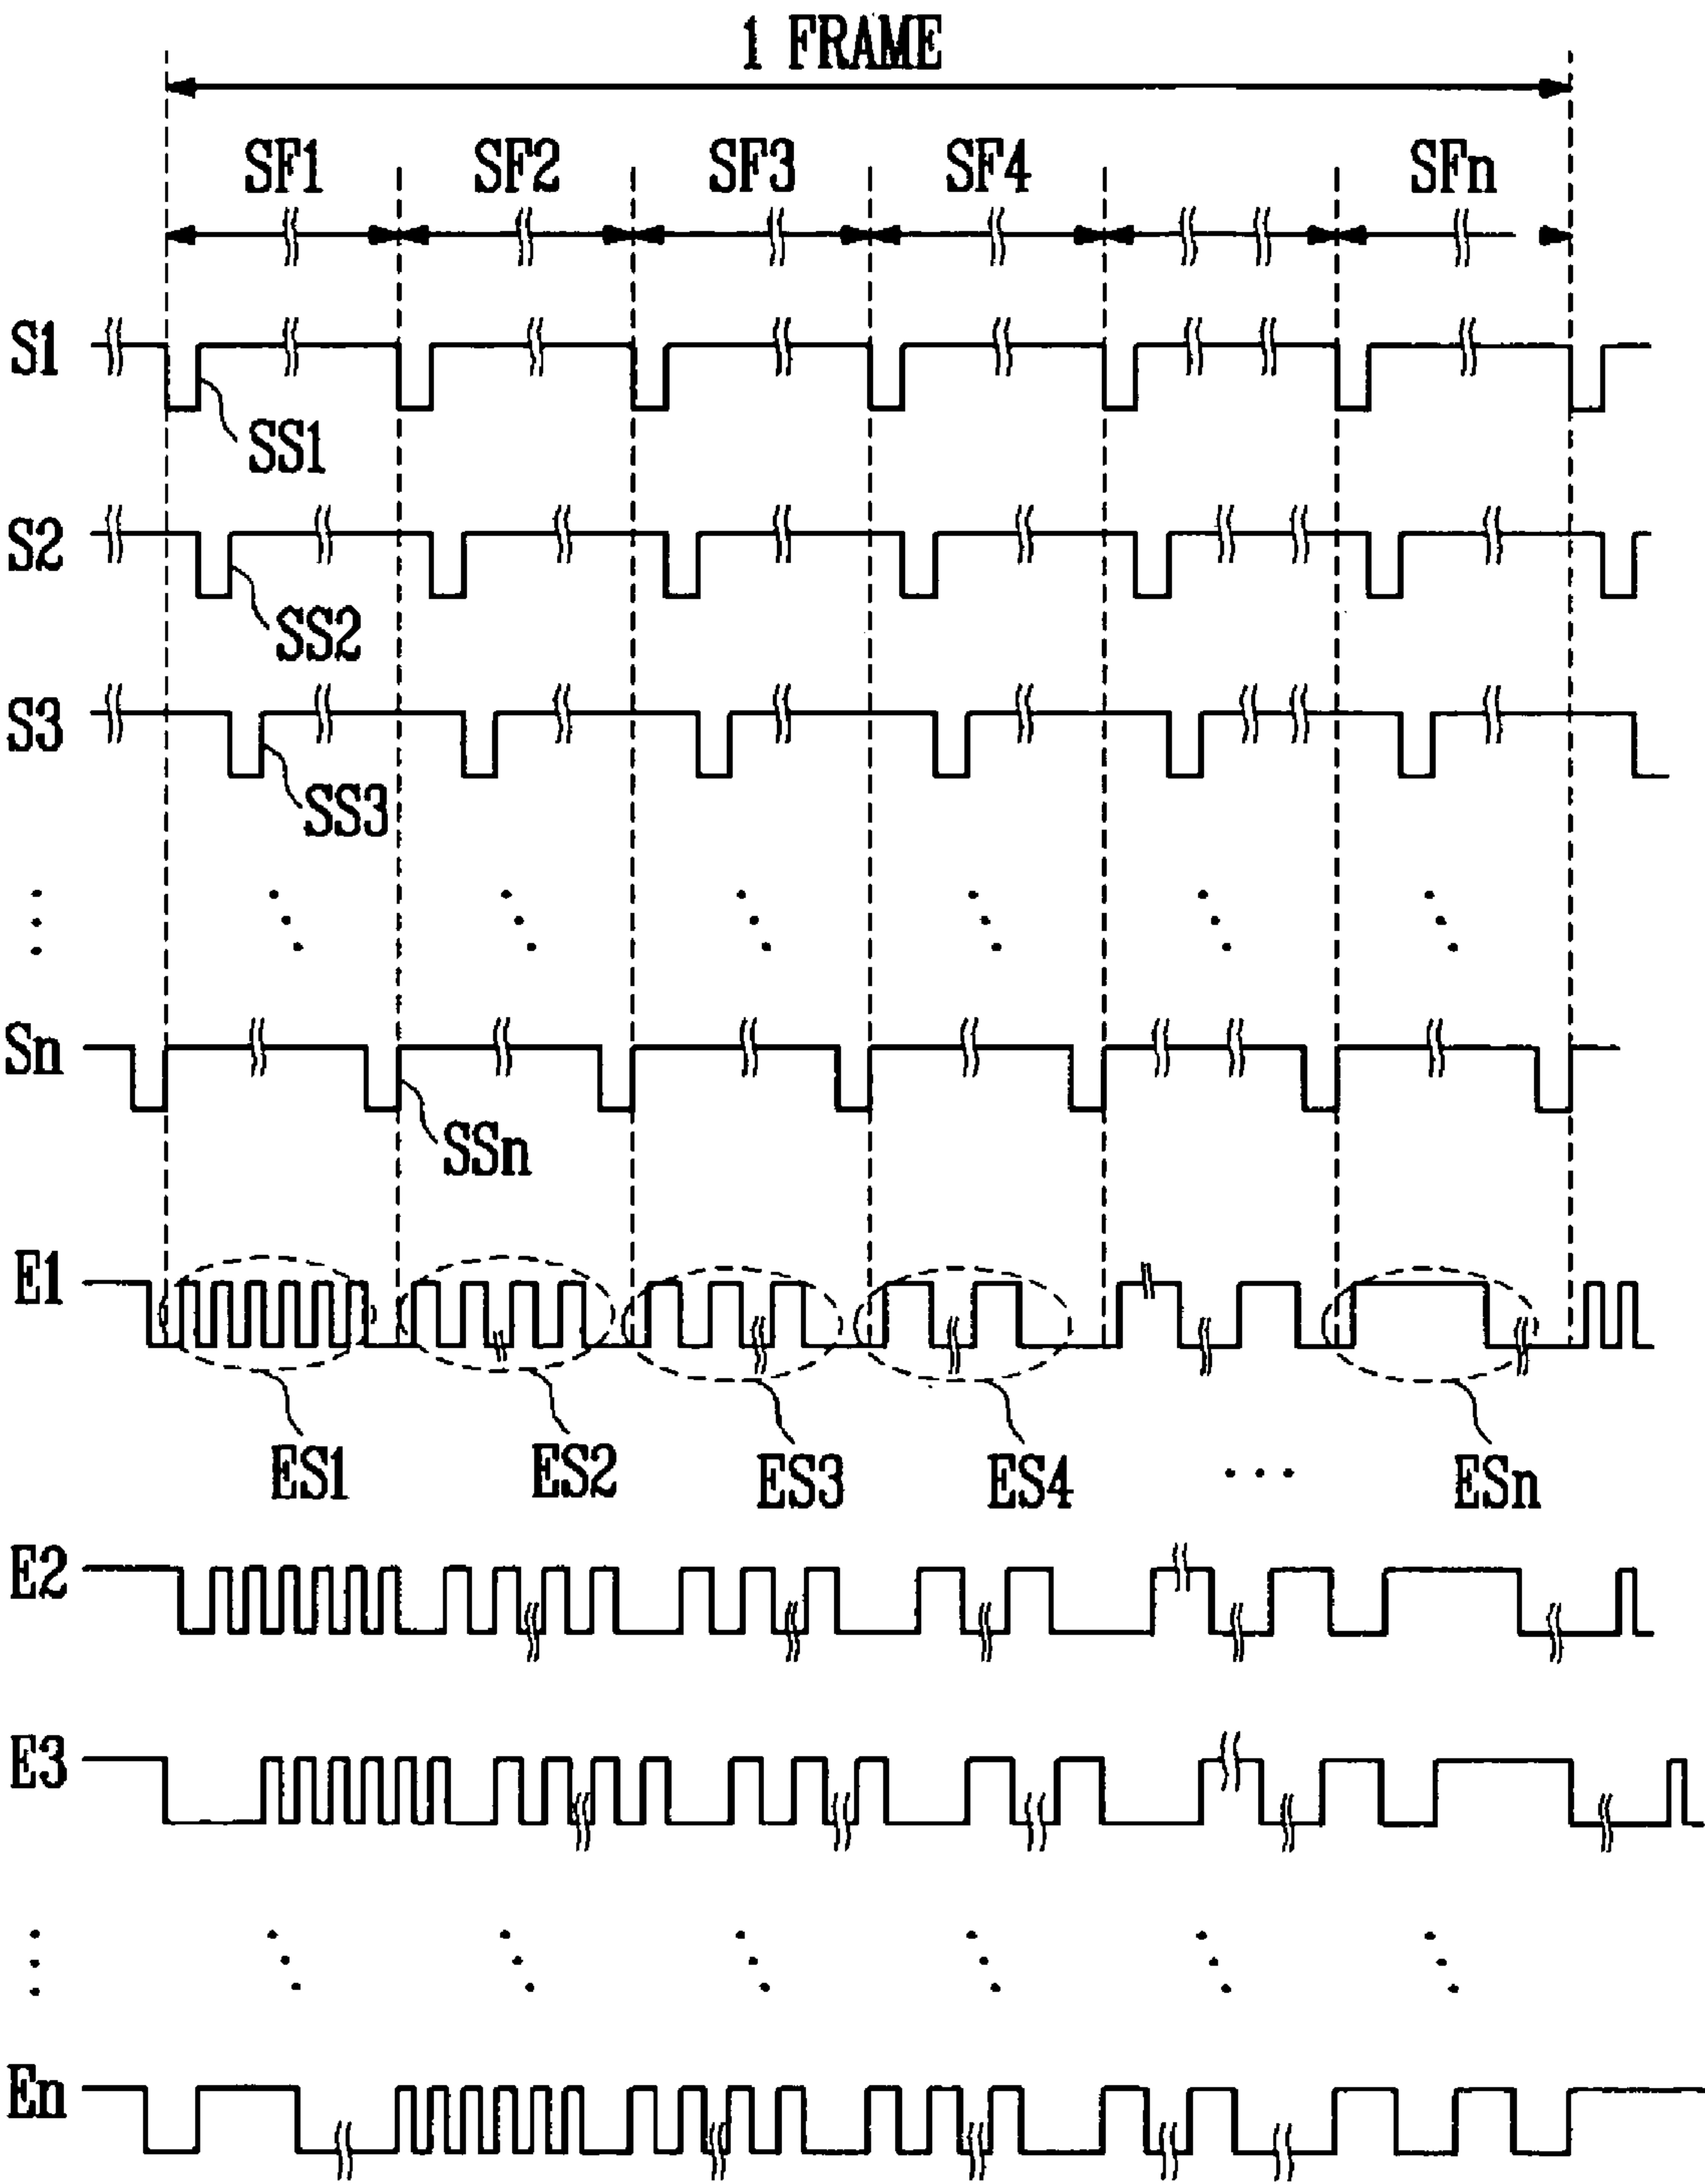 1 FRAME
SF1 SF2 SF3 SF4 SFn
S1
SS1
S2
SS2
S3
SS3
Sn
SSn
E1
ES1 ES2 ES3 ES4 ... ESn
E2
E3
En